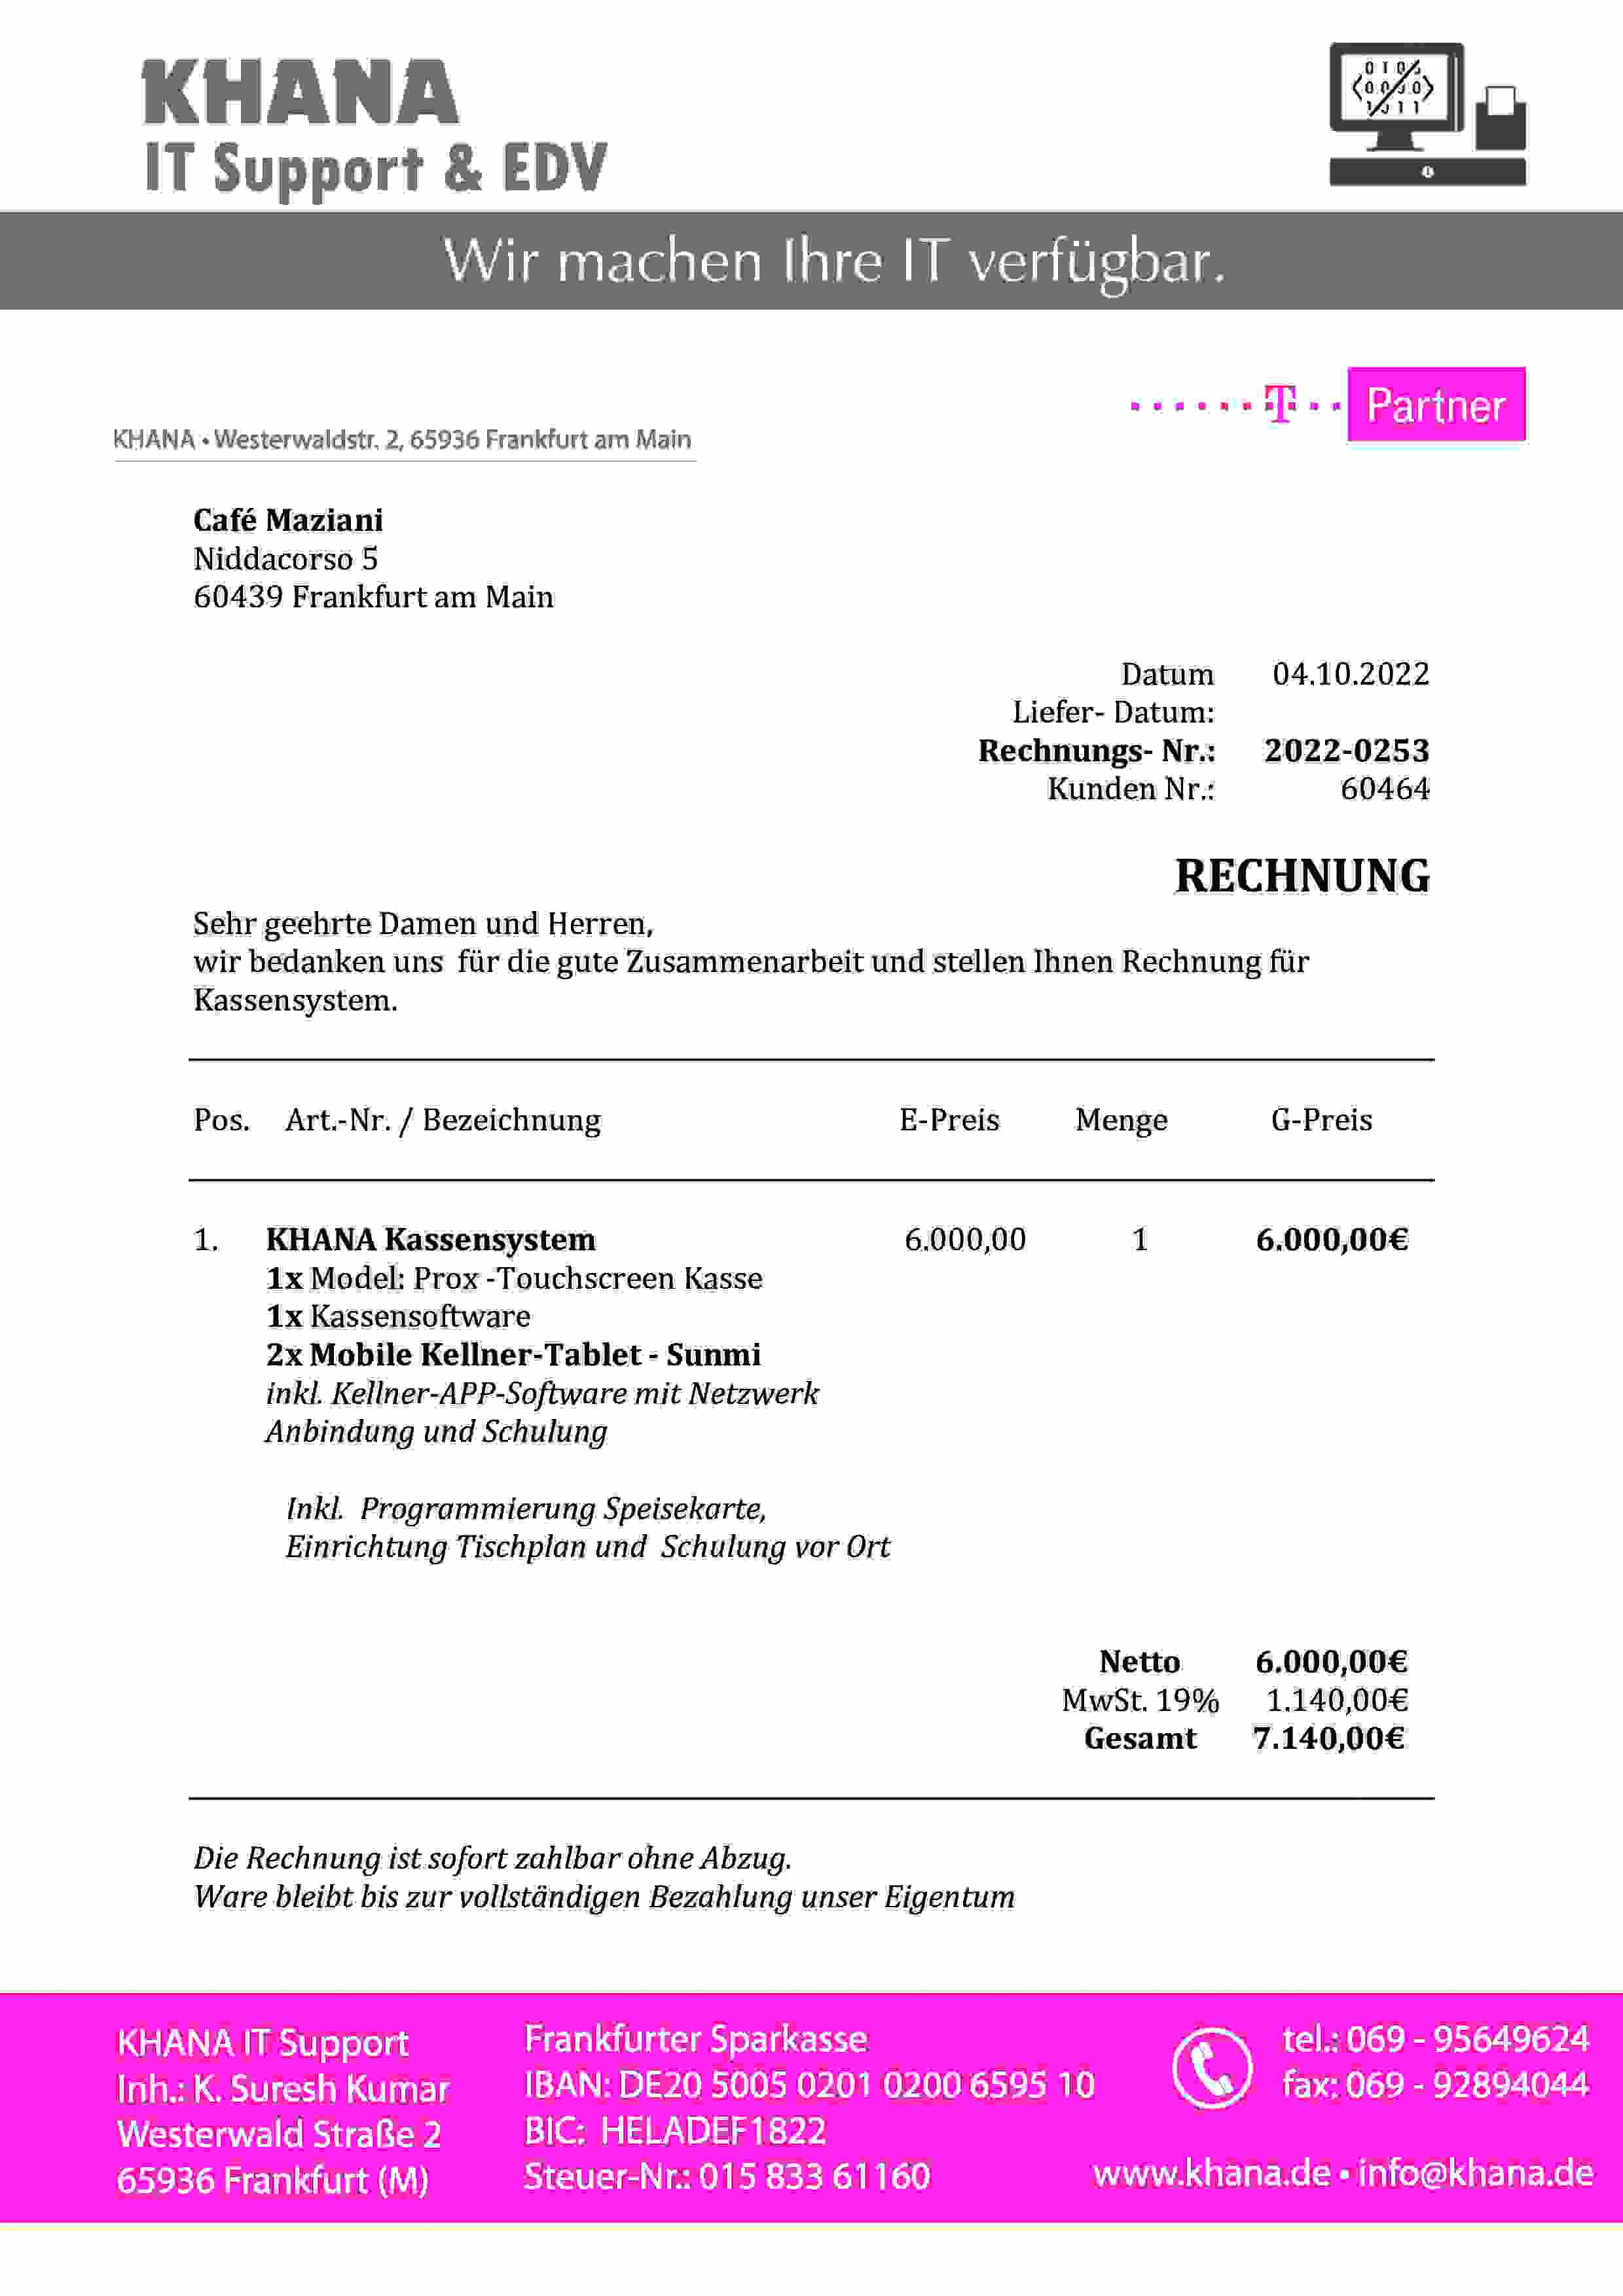 KHANA
IT Support & EDV
Wir machen Ihre IT verfügbar.
T Partner
KHANA • Westerwaldstr. 2, 65936 Frankfurt am Main
Café Maziani
Niddacorso 5
60439 Frankfurt am Main
Datum 04.10.2022
Liefer- Datum:
Rechnungs- Nr.: 2022-0253
Kunden Nr.: 60464
RECHNUNG
Sehr geehrte Damen und Herren,
wir bedanken uns für die gute Zusammenarbeit und stellen Ihnen Rechnung für
Kassensystem.
Pos. Art.-Nr. / Bezeichnung E-Preis Menge G-Preis
1. KHANA Kassensystem 6.000,00 1 6.000,00€
1x Model: Prox -Touchscreen Kasse
1x Kassensoftware
2x Mobile Kellner-Tablet - Sunmi
inkl. Kellner-APP-Software mit Netzwerk
Anbindung und Schulung
Inkl. Programmierung Speisekarte,
Einrichtung Tischplan und Schulung vor Ort
Netto 6.000,00€
MwSt. 19% 1.140,00€
Gesamt 7.140,00€
Die Rechnung ist sofort zahlbar ohne Abzug.
Ware bleibt bis zur vollständigen Bezahlung unser Eigentum
KHANA IT Support
Inh.: K. Suresh Kumar
Westerwald Straße 2
65936 Frankfurt (M)
Frankfurter Sparkasse
IBAN: DE20 5005 0201 0200 6595 10
BIC: HELADEF1822
Steuer-Nr.: 015 833 61160
tel.: 069 - 95649624
fax: 069 - 92894044
www.khana.de • info@khana.de